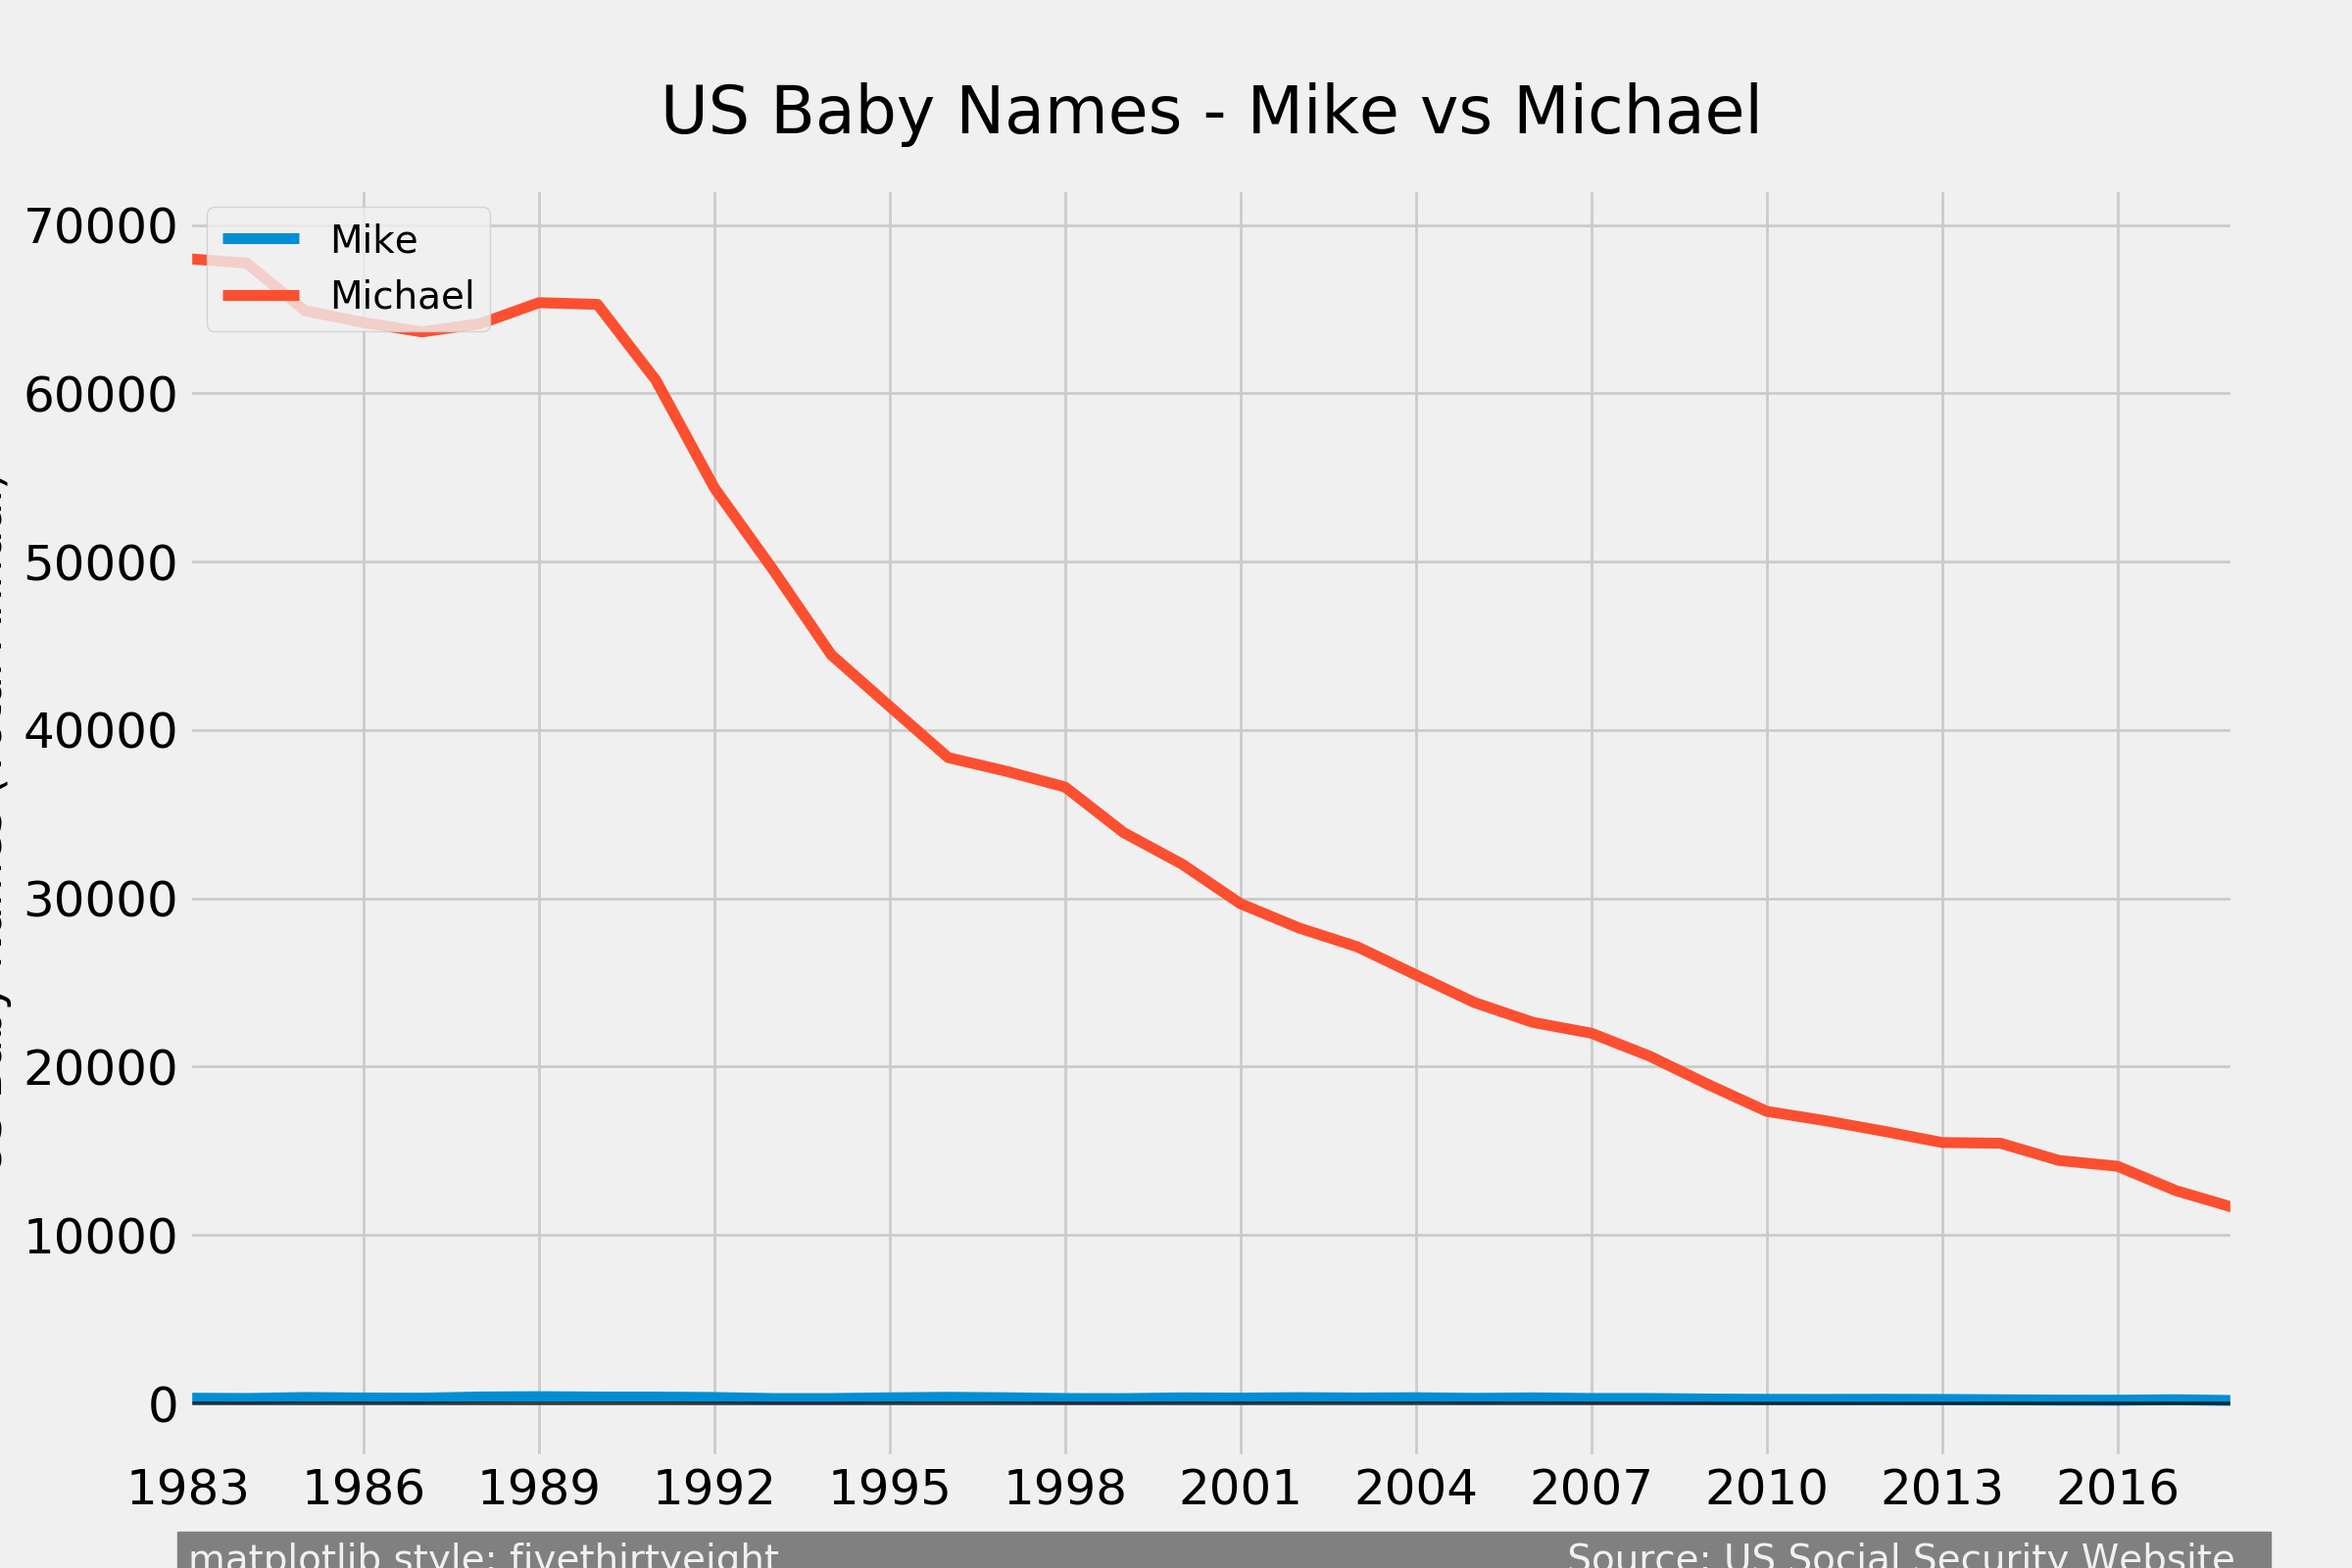 US Baby Names - Mike vs Michael
Mike
Michael
70000
60000
50000
40000
30000
20000
10000
0
1983 1986 1989 1992 1995 1998 2001 2004 2007 2010 2013 2016
matplotlib style: fivethirtyeight
Source: US Social Security Website